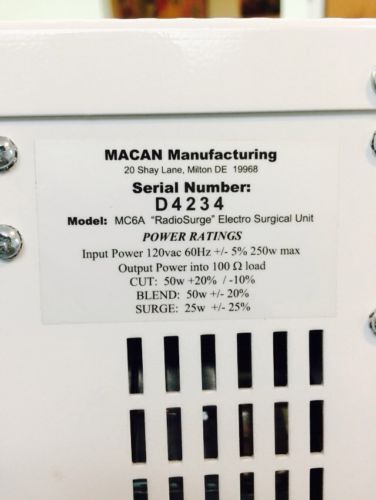 MACAN Manufacturing
20 Shay Lane, Milton DE 19968
Serial Number:
D4234
Model: MC6A "RadioSurge" Electro Surgical Unit
POWER RATINGS
Input Power 120vac 60Hz +/- 5% 250w max
Output Power into 100 Ω load
CUT: 50w +20% / -10%
BLEND: 50w +/- 20%
SURGE: 25w +/- 25%